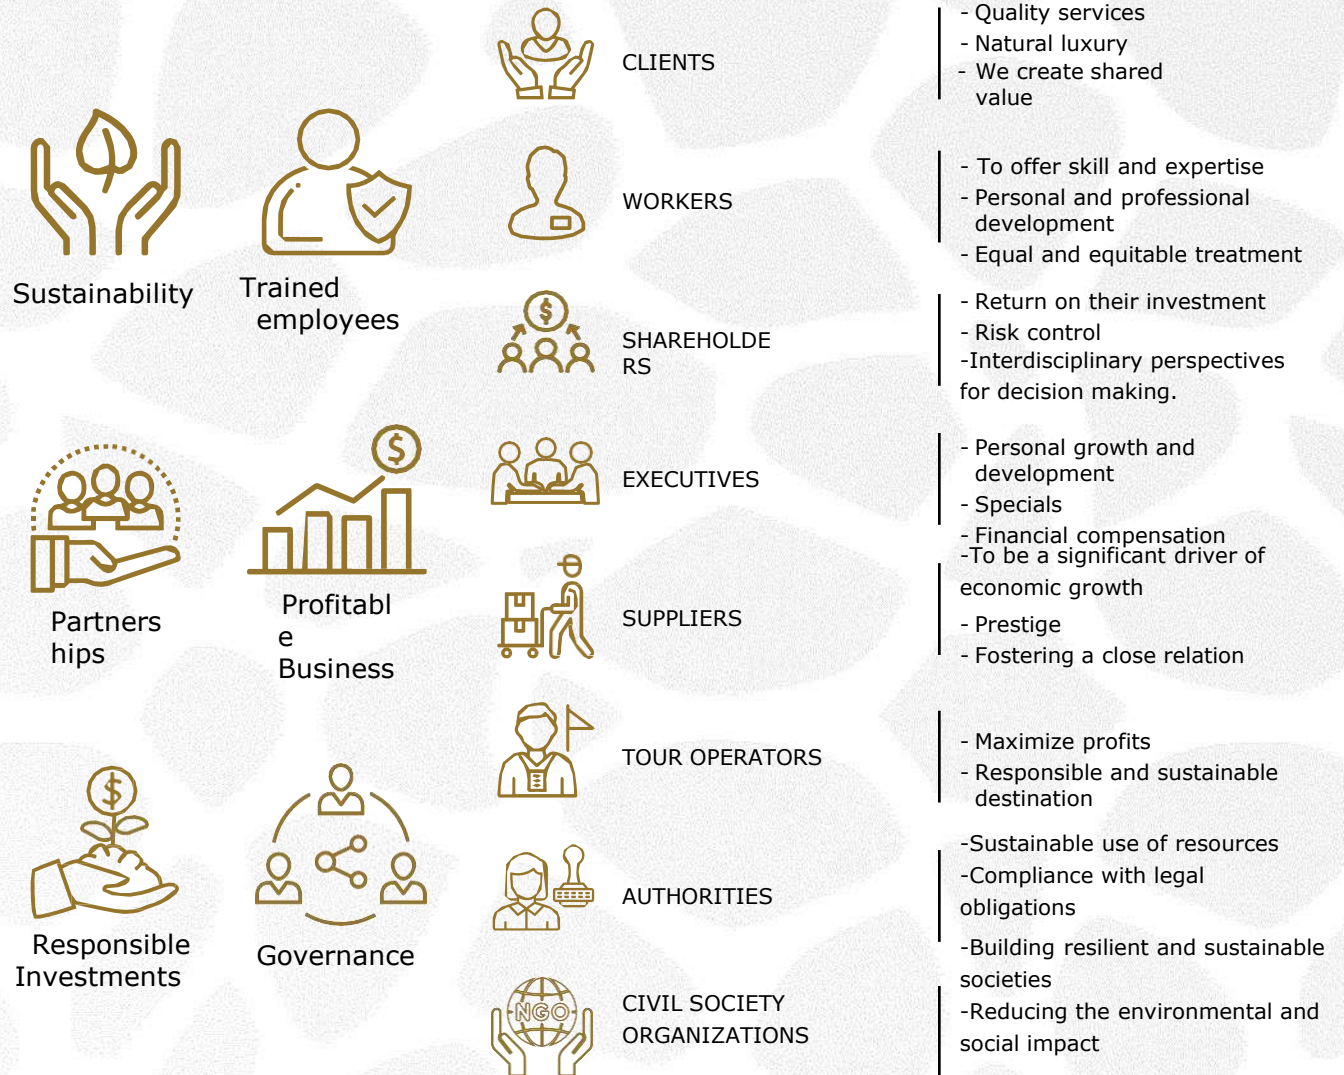 Sustainability
Trained
employees
Partners
hips
Profitabl
e
Business
Responsible
Investments
Governance
CLIENTS
- Quality services
- Natural luxury
- We create shared
value
WORKERS
- To offer skill and expertise
- Personal and professional
development
- Equal and equitable treatment
SHAREHOLDE
RS
- Return on their investment
- Risk control
-Interdisciplinary perspectives
for decision making.
EXECUTIVES
- Personal growth and
development
- Specials
- Financial compensation
SUPPLIERS
-To be a significant driver of
economic growth
- Prestige
- Fostering a close relation
TOUR OPERATORS
- Maximize profits
- Responsible and sustainable
destination
AUTHORITIES
-Sustainable use of resources
-Compliance with legal
obligations
NGO
CIVIL SOCIETY
ORGANIZATIONS
-Building resilient and sustainable
societies
-Reducing the environmental and
social impact